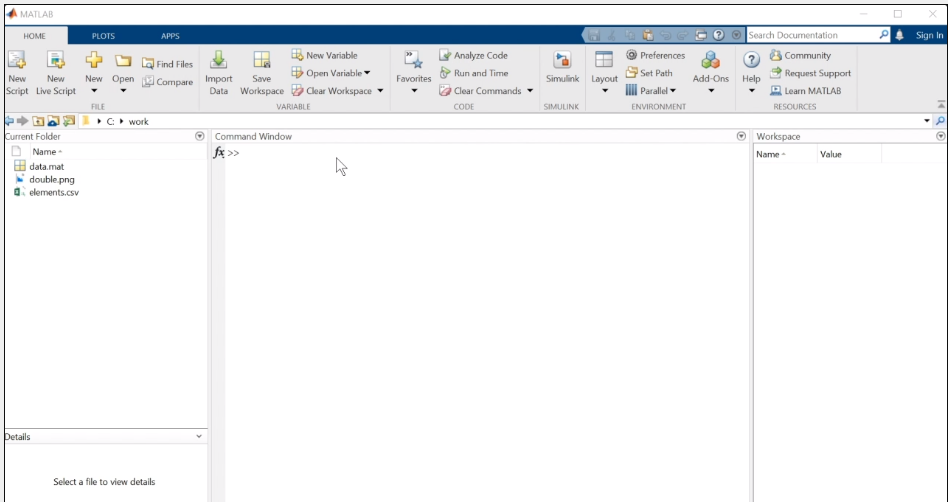 MATLAB
HOME PLOTS APPS
Search Documentation Sign In
New Script
New Live Script
New
Open
Find Files
Compare
FILE
Import Data
Save Workspace
New Variable
Open Variable
Clear Workspace
VARIABLE
Favorites
Analyze Code
Run and Time
Clear Commands
CODE
Simulink
SIMULINK
Layout
Preferences
Set Path
Parallel
Add-Ons
ENVIRONMENT
Help
Community
Request Support
Learn MATLAB
RESOURCES
C: work
Current Folder
Name
data.mat
double.png
elements.csv
Details
Select a file to view details
Command Window
fx >>
Workspace
Name Value